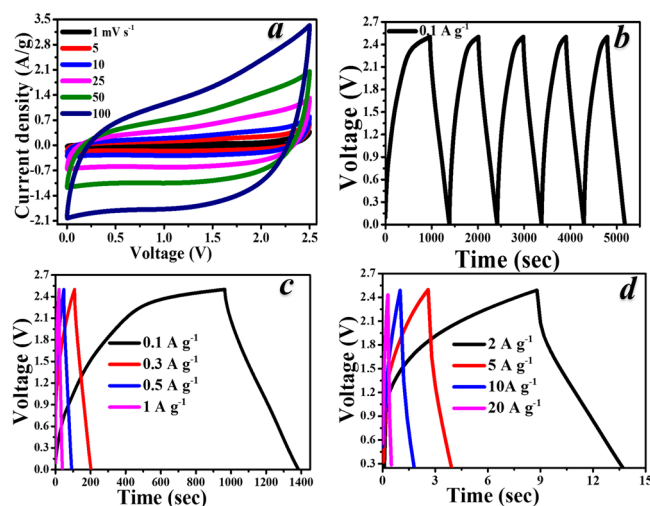 a
Current density (A/g)
3.5
2.8
2.1
1.4
0.7
0.0
-0.7
-1.4
-2.1
1 mV s⁻¹
5
10
25
50
100
0.0 0.5 1.0 1.5 2.0 2.5
Voltage (V)
b
Voltage (V)
2.7
2.4
2.1
1.8
1.5
1.2
0.9
0.6
0.3
0.0
0.1 A g⁻¹
0 1000 2000 3000 4000 5000
Time (sec)
c
Voltage (V)
2.7
2.4
2.1
1.8
1.5
1.2
0.9
0.6
0.3
0.0
0.1 A g⁻¹
0.3 A g⁻¹
0.5 A g⁻¹
1 A g⁻¹
0 200 400 600 800 1000 1200 1400
Time (sec)
d
Voltage (V)
2.7
2.4
2.1
1.8
1.5
1.2
0.9
0.6
0.3
2 A g⁻¹
5 A g⁻¹
10A g⁻¹
20 A g⁻¹
0 3 6 9 12 15
Time (sec)